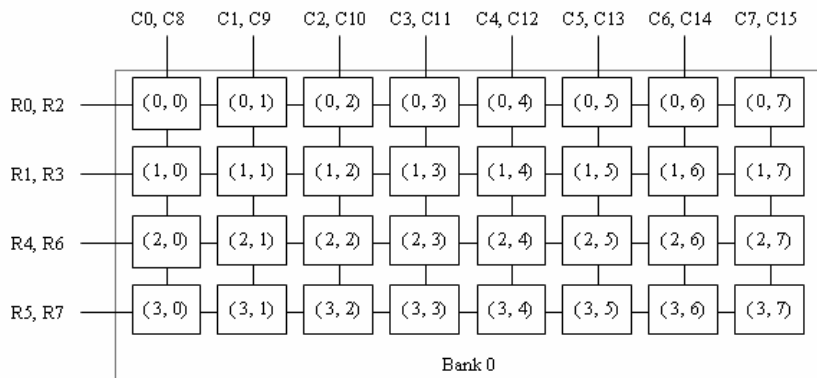 C0, C8 C1, C9 C2, C10 C3, C11 C4, C12 C5, C13 C6, C14 C7, C15
R0, R2 (0, 0) (0, 1) (0, 2) (0, 3) (0, 4) (0, 5) (0, 6) (0, 7)
R1, R3 (1, 0) (1, 1) (1, 2) (1, 3) (1, 4) (1, 5) (1, 6) (1, 7)
R4, R6 (2, 0) (2, 1) (2, 2) (2, 3) (2, 4) (2, 5) (2, 6) (2, 7)
R5, R7 (3, 0) (3, 1) (3, 2) (3, 3) (3, 4) (3, 5) (3, 6) (3, 7)
Bank 0